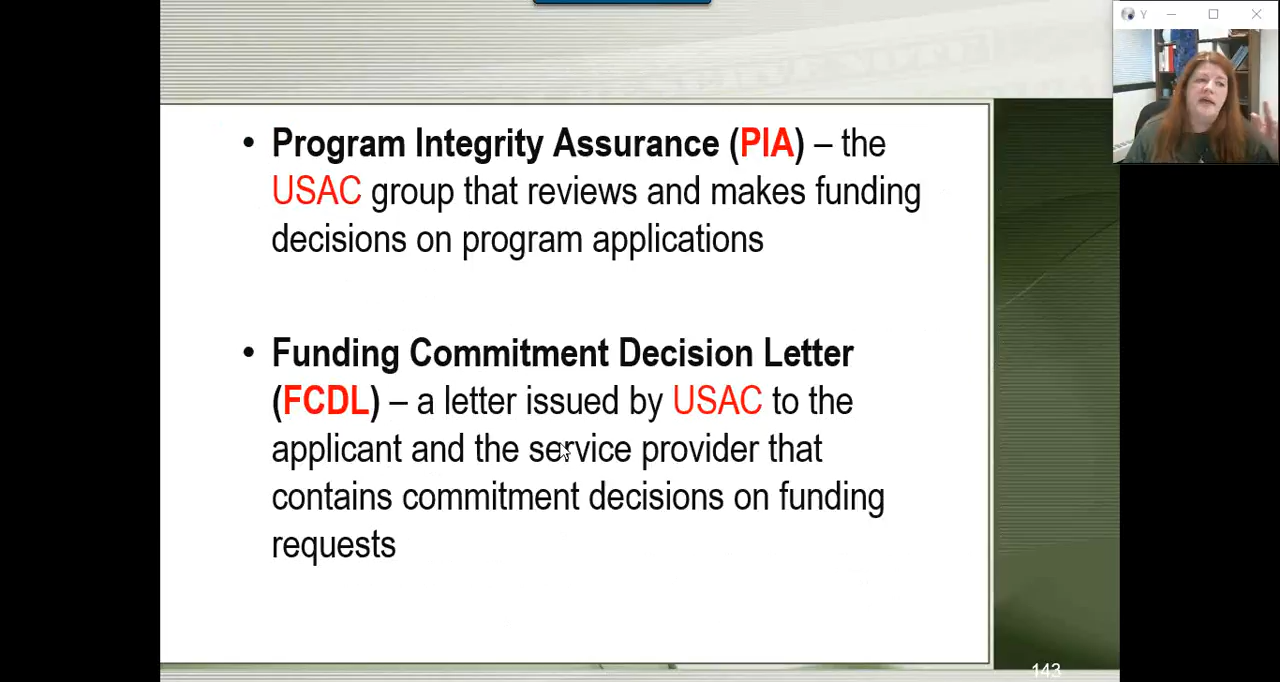 Y
• Program Integrity Assurance (PIA) – the
USAC group that reviews and makes funding
decisions on program applications
• Funding Commitment Decision Letter
(FCDL) – a letter issued by USAC to the
applicant and the service provider that
contains commitment decisions on funding
requests
143